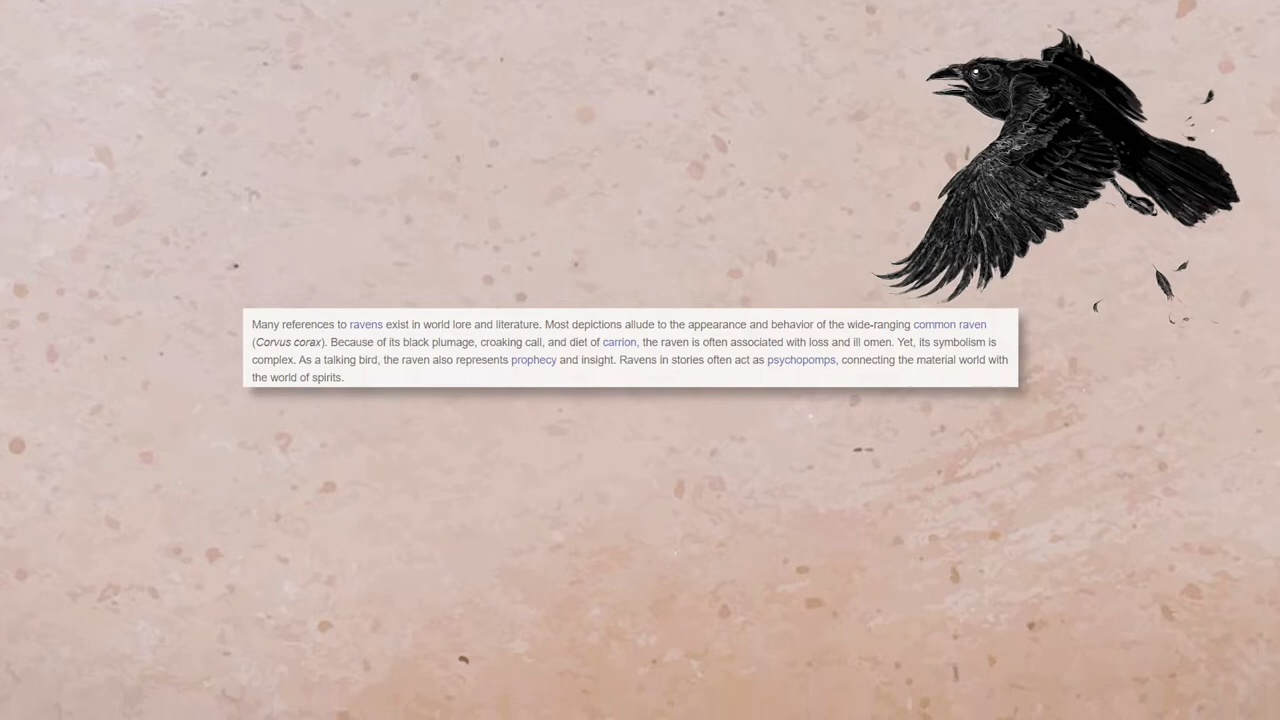 Many references to ravens exist in world lore and literature. Most depictions allude to the appearance and behavior of the wide-ranging common raven
(Corvus corax). Because of its black plumage, croaking call, and diet of carrion, the raven is often associated with loss and ill omen. Yet, its symbolism is
complex. As a talking bird, the raven also represents prophecy and insight. Ravens in stories often act as psychopomps, connecting the material world with
the world of spirits.